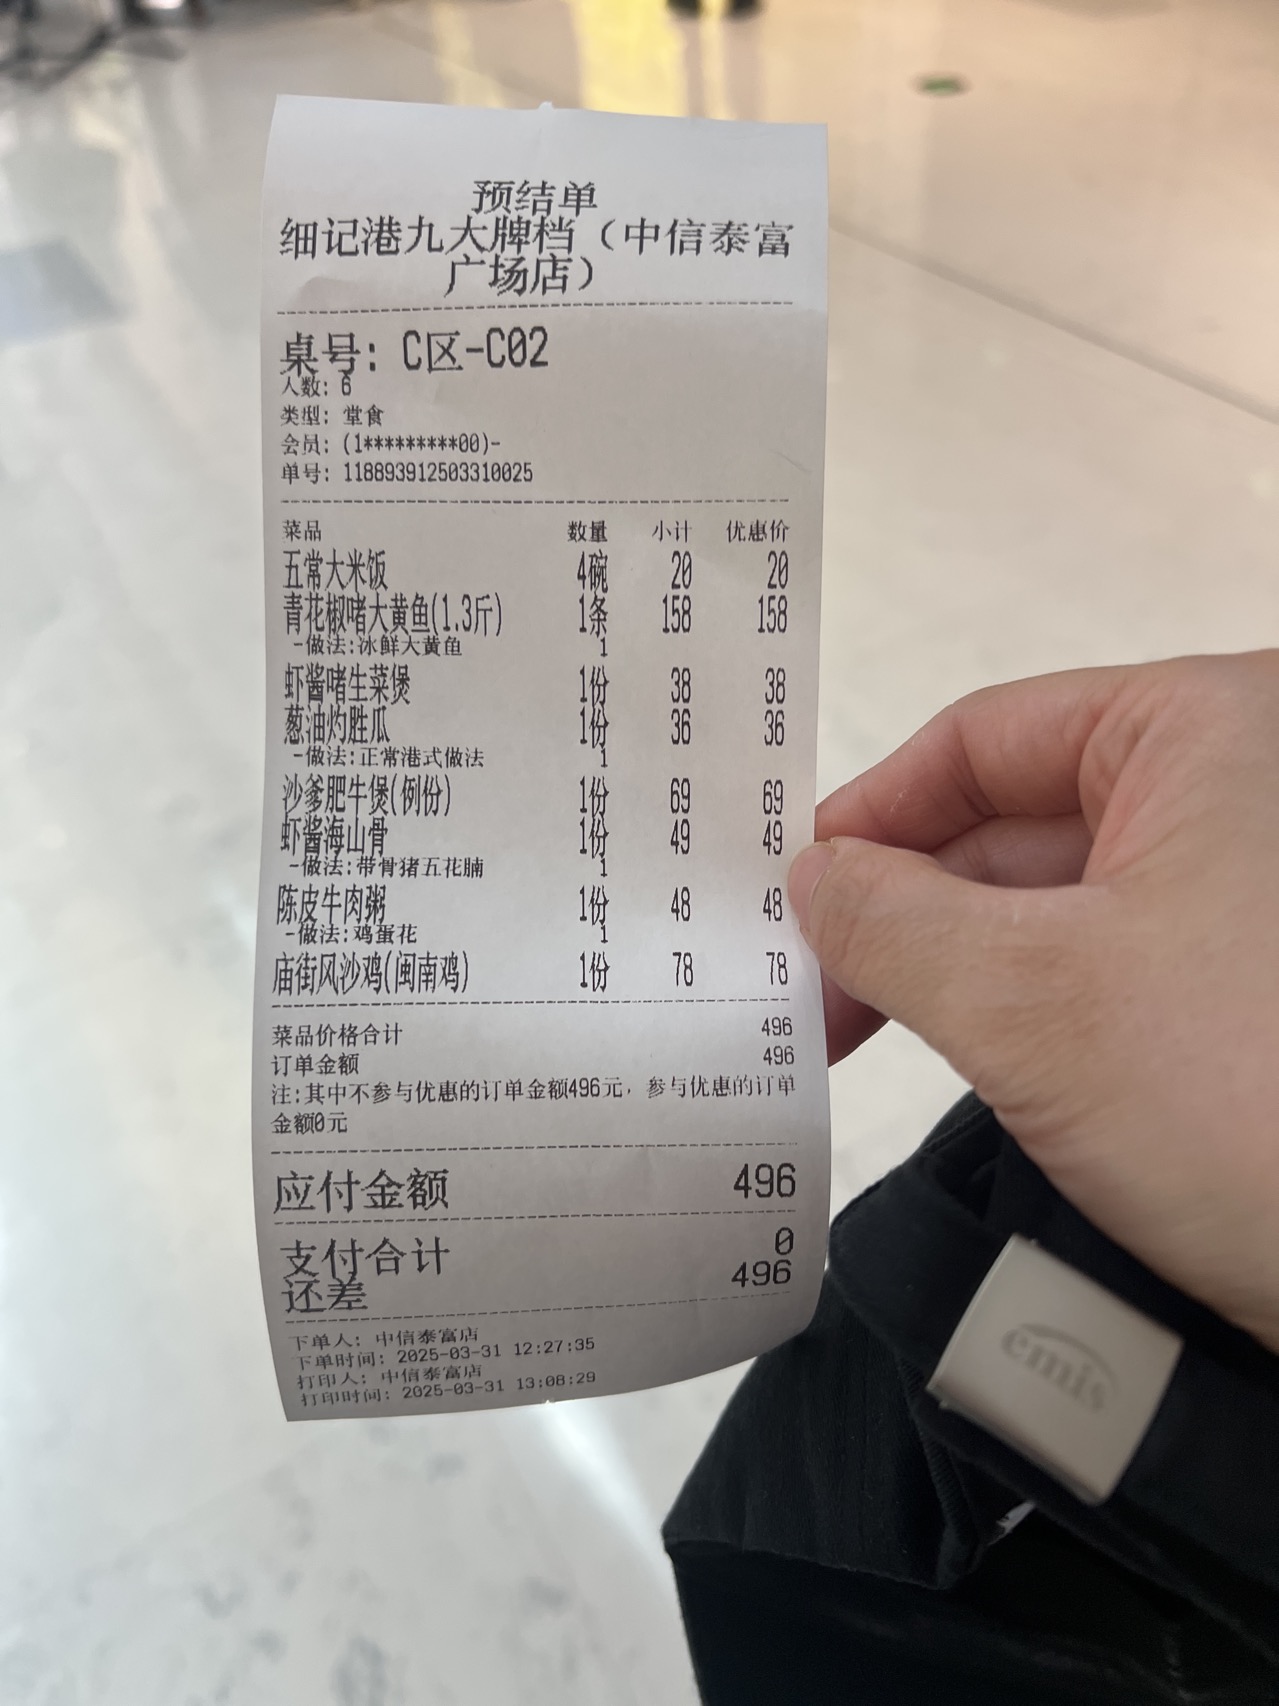 预结单
细记港九大牌档（中信泰富
广场店）
桌号: C区-C02
人数: 6
类型: 堂食
会员: (1*********00)-
单号: 118893912503310025
菜品 数量 小计 优惠价
五常大米饭 4碗 20 20
青花椒啫大黄鱼(1.3斤) 1条 158 158
-做法:冰鲜大黄鱼 1
虾酱啫生菜煲 1份 38 38
葱油灼胜瓜 1份 36 36
-做法:正常港式做法 1
沙爹肥牛煲(例份) 1份 69 69
虾酱海山骨 1份 49 49
-做法:带骨猪五花腩 1
陈皮牛肉粥 1份 48 48
-做法:鸡蛋花 1
庙街风沙鸡(闽南鸡) 1份 78 78
菜品价格合计 496
订单金额 496
注:其中不参与优惠的订单金额496元，参与优惠的订单
金额0元
应付金额 496
支付合计 0
还差 496
下单人: 中信泰富店
下单时间: 2025-03-31 12:27:35
打印人: 中信泰富店
打印时间: 2025-03-31 13:08:29
emis